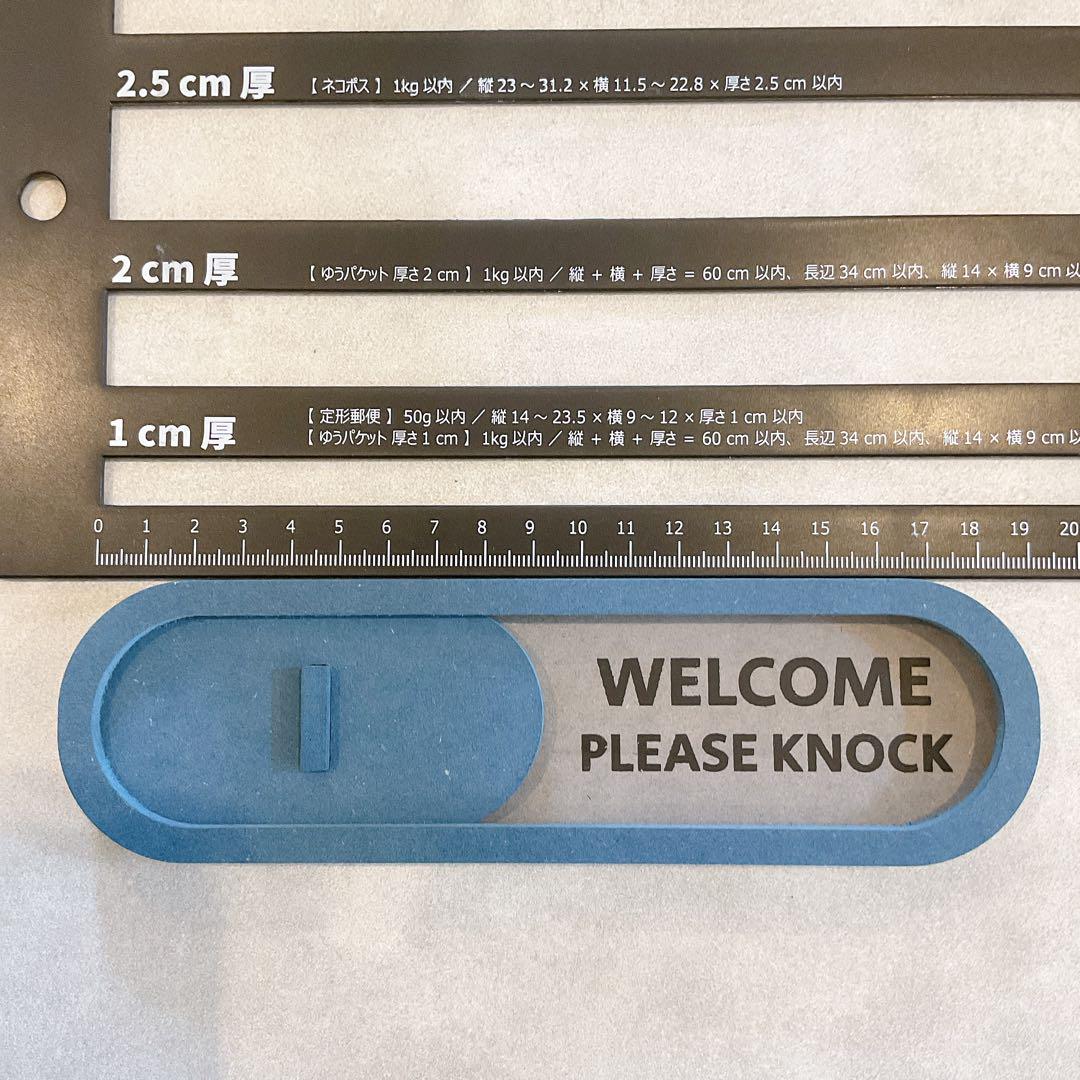 2.5 cm 厚 【 ネコポス 】 1kg 以内 ／ 縦 23 ～ 31.2 × 横 11.5 ～ 22.8 × 厚さ 2.5 cm 以内
2 cm 厚 【 ゆうパケット 厚さ 2 cm 】 1kg 以内 ／ 縦 + 横 + 厚さ = 60 cm 以内、長辺 34 cm 以内、縦 14 × 横 9 cm 以
1 cm 厚 【 定形郵便 】 50g 以内 ／ 縦 14 ～ 23.5 × 横 9 ～ 12 × 厚さ 1 cm 以内
【 ゆうパケット 厚さ 1 cm 】 1kg 以内 ／ 縦 + 横 + 厚さ = 60 cm 以内、長辺 34 cm 以内、縦 14 × 横 9 cm 以
0 1 2 3 4 5 6 7 8 9 10 11 12 13 14 15 16 17 18 19 20
WELCOME
PLEASE KNOCK